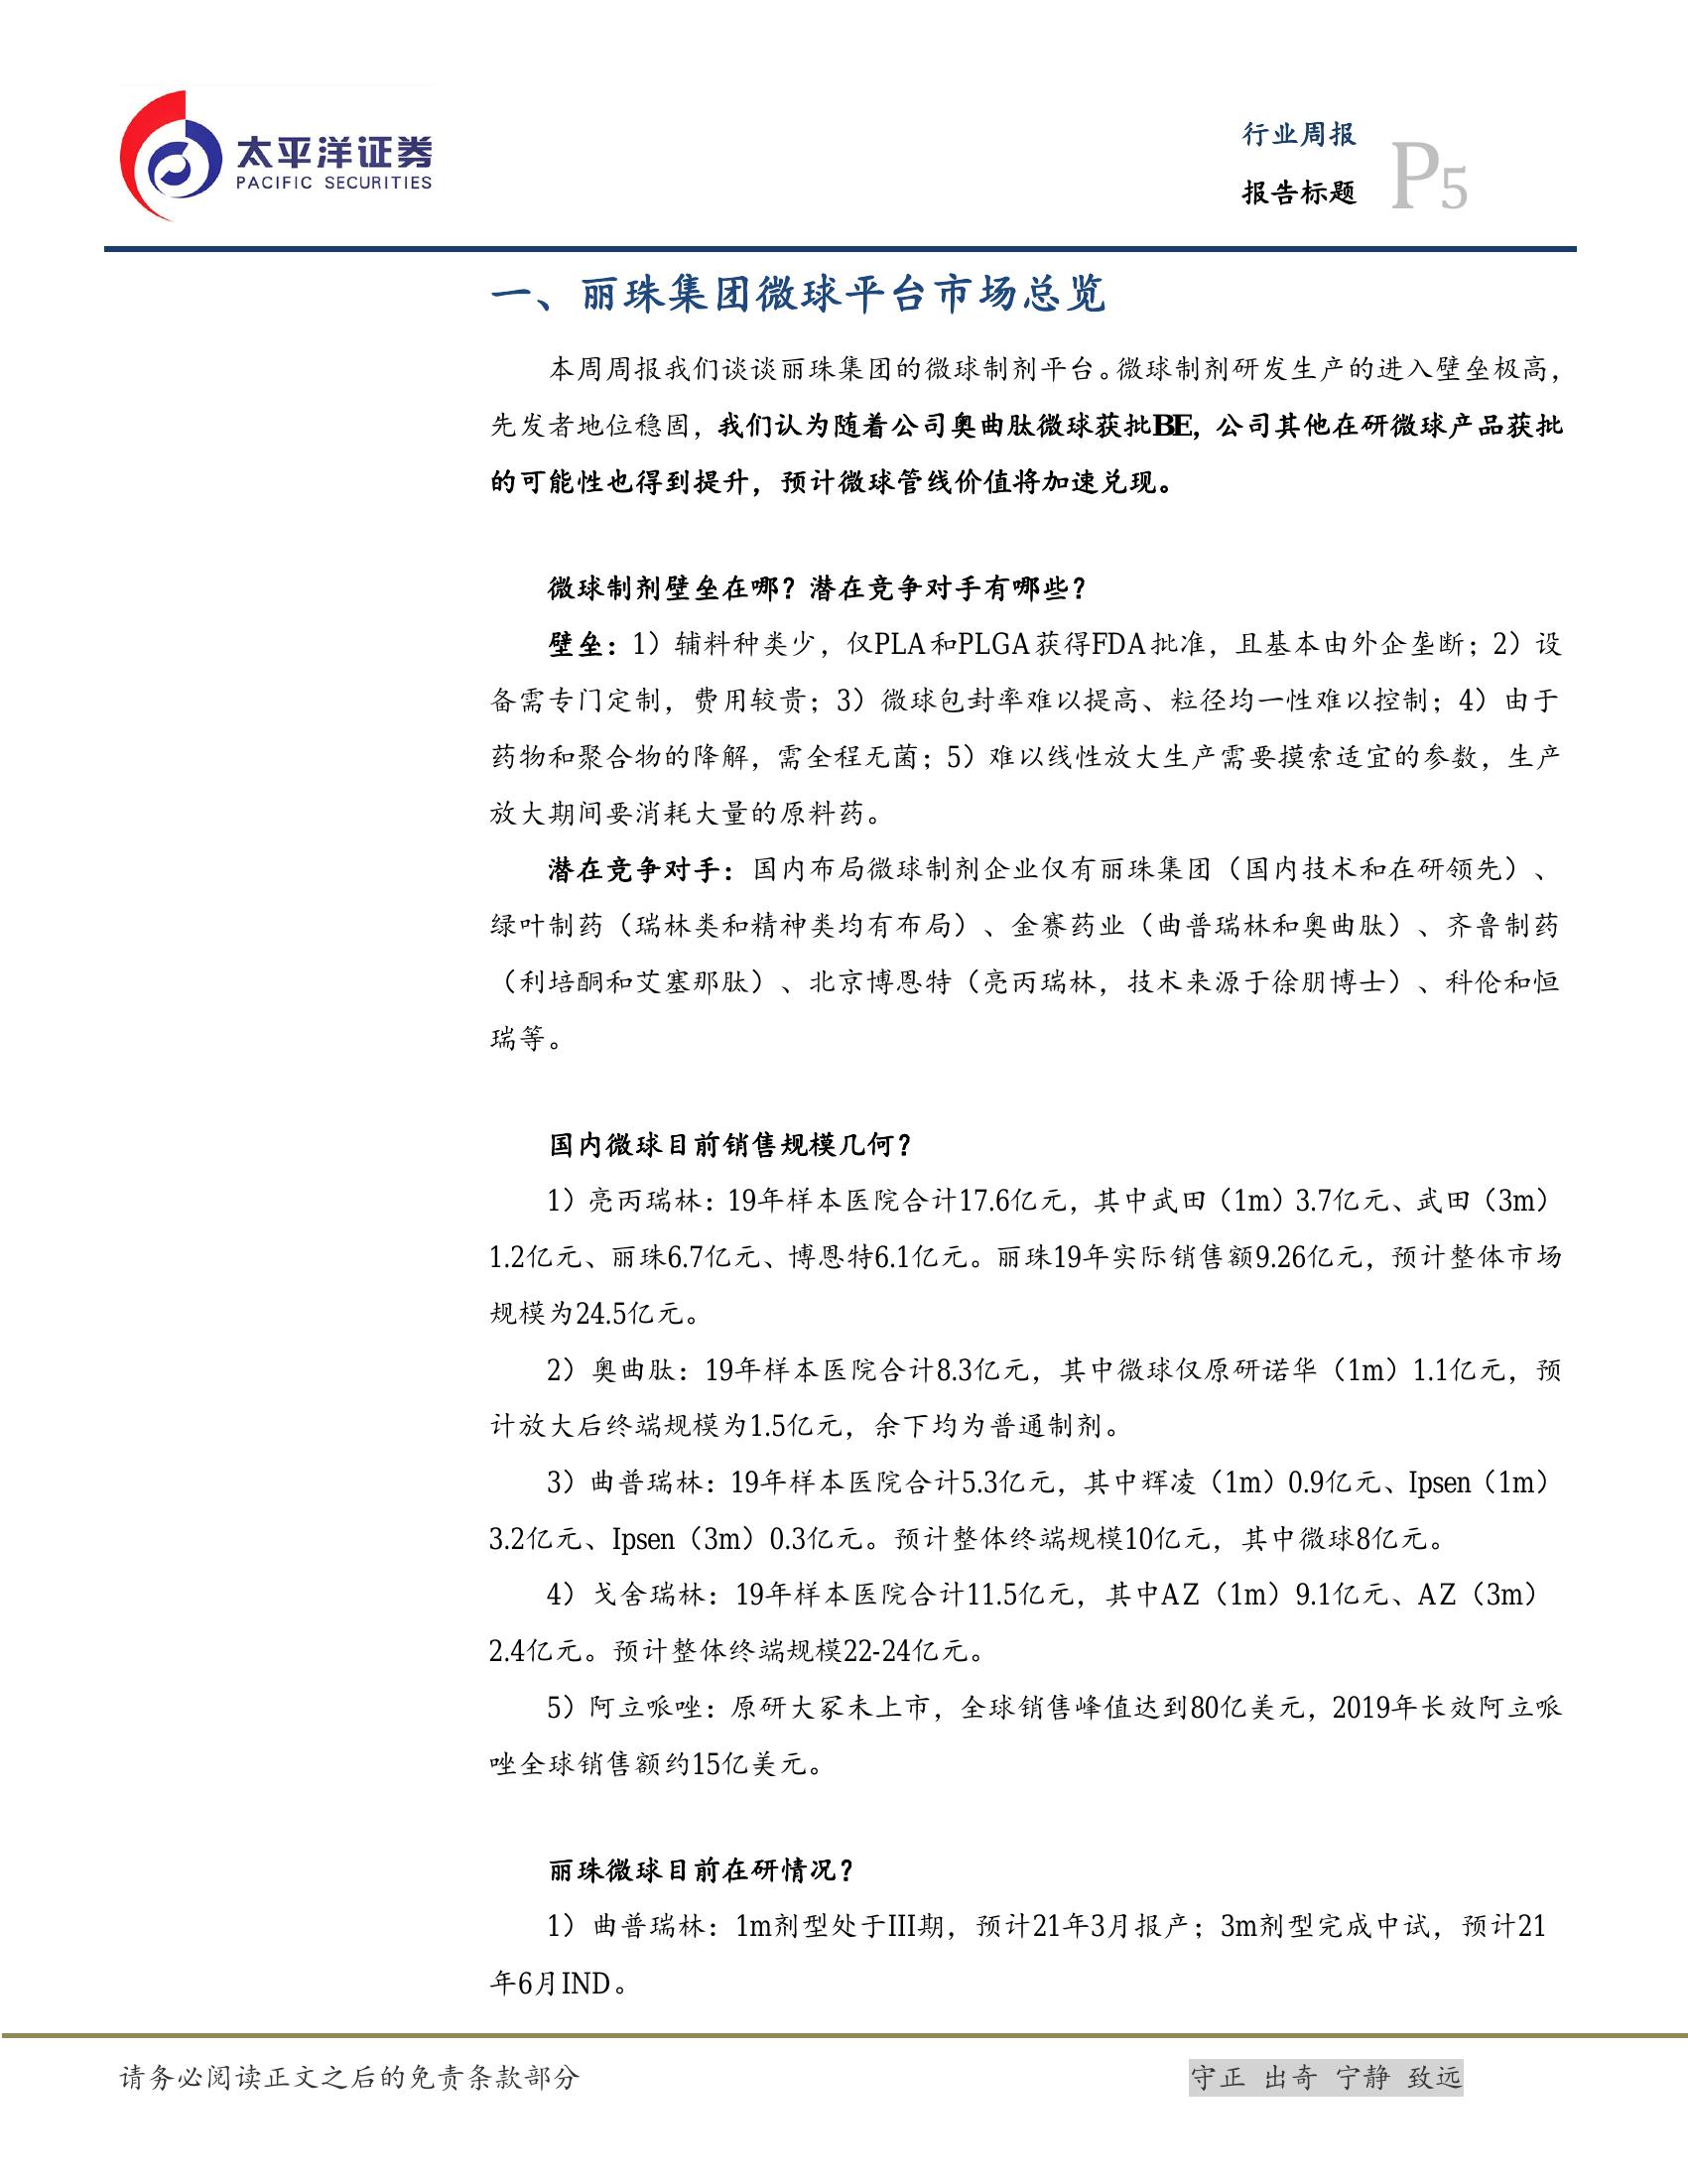 太平洋证券
PACIFIC SECURITIES
行业周报
报告标题
P5
一、丽珠集团微球平台市场总览
本周周报我们谈谈丽珠集团的微球制剂平台。微球制剂研发生产的进入壁垒极高，
先发者地位稳固，我们认为随着公司奥曲肽微球获批BE，公司其他在研微球产品获批
的可能性也得到提升，预计微球管线价值将加速兑现。
微球制剂壁垒在哪？潜在竞争对手有哪些？
壁垒：1）辅料种类少，仅PLA和PLGA获得FDA批准，且基本由外企垄断；2）设
备需专门定制，费用较贵；3）微球包封率难以提高、粒径均一性难以控制；4）由于
药物和聚合物的降解，需全程无菌；5）难以线性放大生产需要摸索适宜的参数，生产
放大期间要消耗大量的原料药。
潜在竞争对手：国内布局微球制剂企业仅有丽珠集团（国内技术和在研领先）、
绿叶制药（瑞林类和精神类均有布局）、金赛药业（曲普瑞林和奥曲肽）、齐鲁制药
（利培酮和艾塞那肽）、北京博恩特（亮丙瑞林，技术来源于徐朋博士）、科伦和恒
瑞等。
国内微球目前销售规模几何？
1）亮丙瑞林：19年样本医院合计17.6亿元，其中武田（1m）3.7亿元、武田（3m）
1.2亿元、丽珠6.7亿元、博恩特6.1亿元。丽珠19年实际销售额9.26亿元，预计整体市场
规模为24.5亿元。
2）奥曲肽：19年样本医院合计8.3亿元，其中微球仅原研诺华（1m）1.1亿元，预
计放大后终端规模为1.5亿元，余下均为普通制剂。
3）曲普瑞林：19年样本医院合计5.3亿元，其中辉凌（1m）0.9亿元、Ipsen（1m）
3.2亿元、Ipsen（3m）0.3亿元。预计整体终端规模10亿元，其中微球8亿元。
4）戈舍瑞林：19年样本医院合计11.5亿元，其中AZ（1m）9.1亿元、AZ（3m）
2.4亿元。预计整体终端规模22-24亿元。
5）阿立哌唑：原研大冢未上市，全球销售峰值达到80亿美元，2019年长效阿立哌
唑全球销售额约15亿美元。
丽珠微球目前在研情况？
1）曲普瑞林：1m剂型处于III期，预计21年3月报产；3m剂型完成中试，预计21
年6月IND。
请务必阅读正文之后的免责条款部分
守正 出奇 宁静 致远